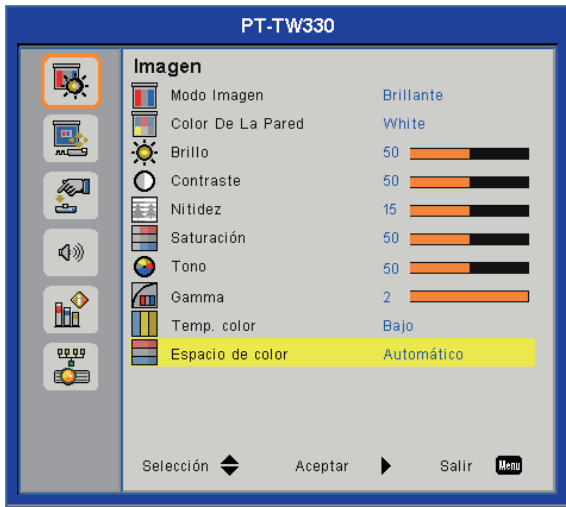 PT-TW330
Imagen
Modo Imagen Brillante
Color De La Pared White
Brillo 50
Contraste 50
Nitidez 15
Saturación 50
Tono 50
Gamma 2
Temp. color Bajo
Espacio de color Automático
Selección Aceptar Salir Menu